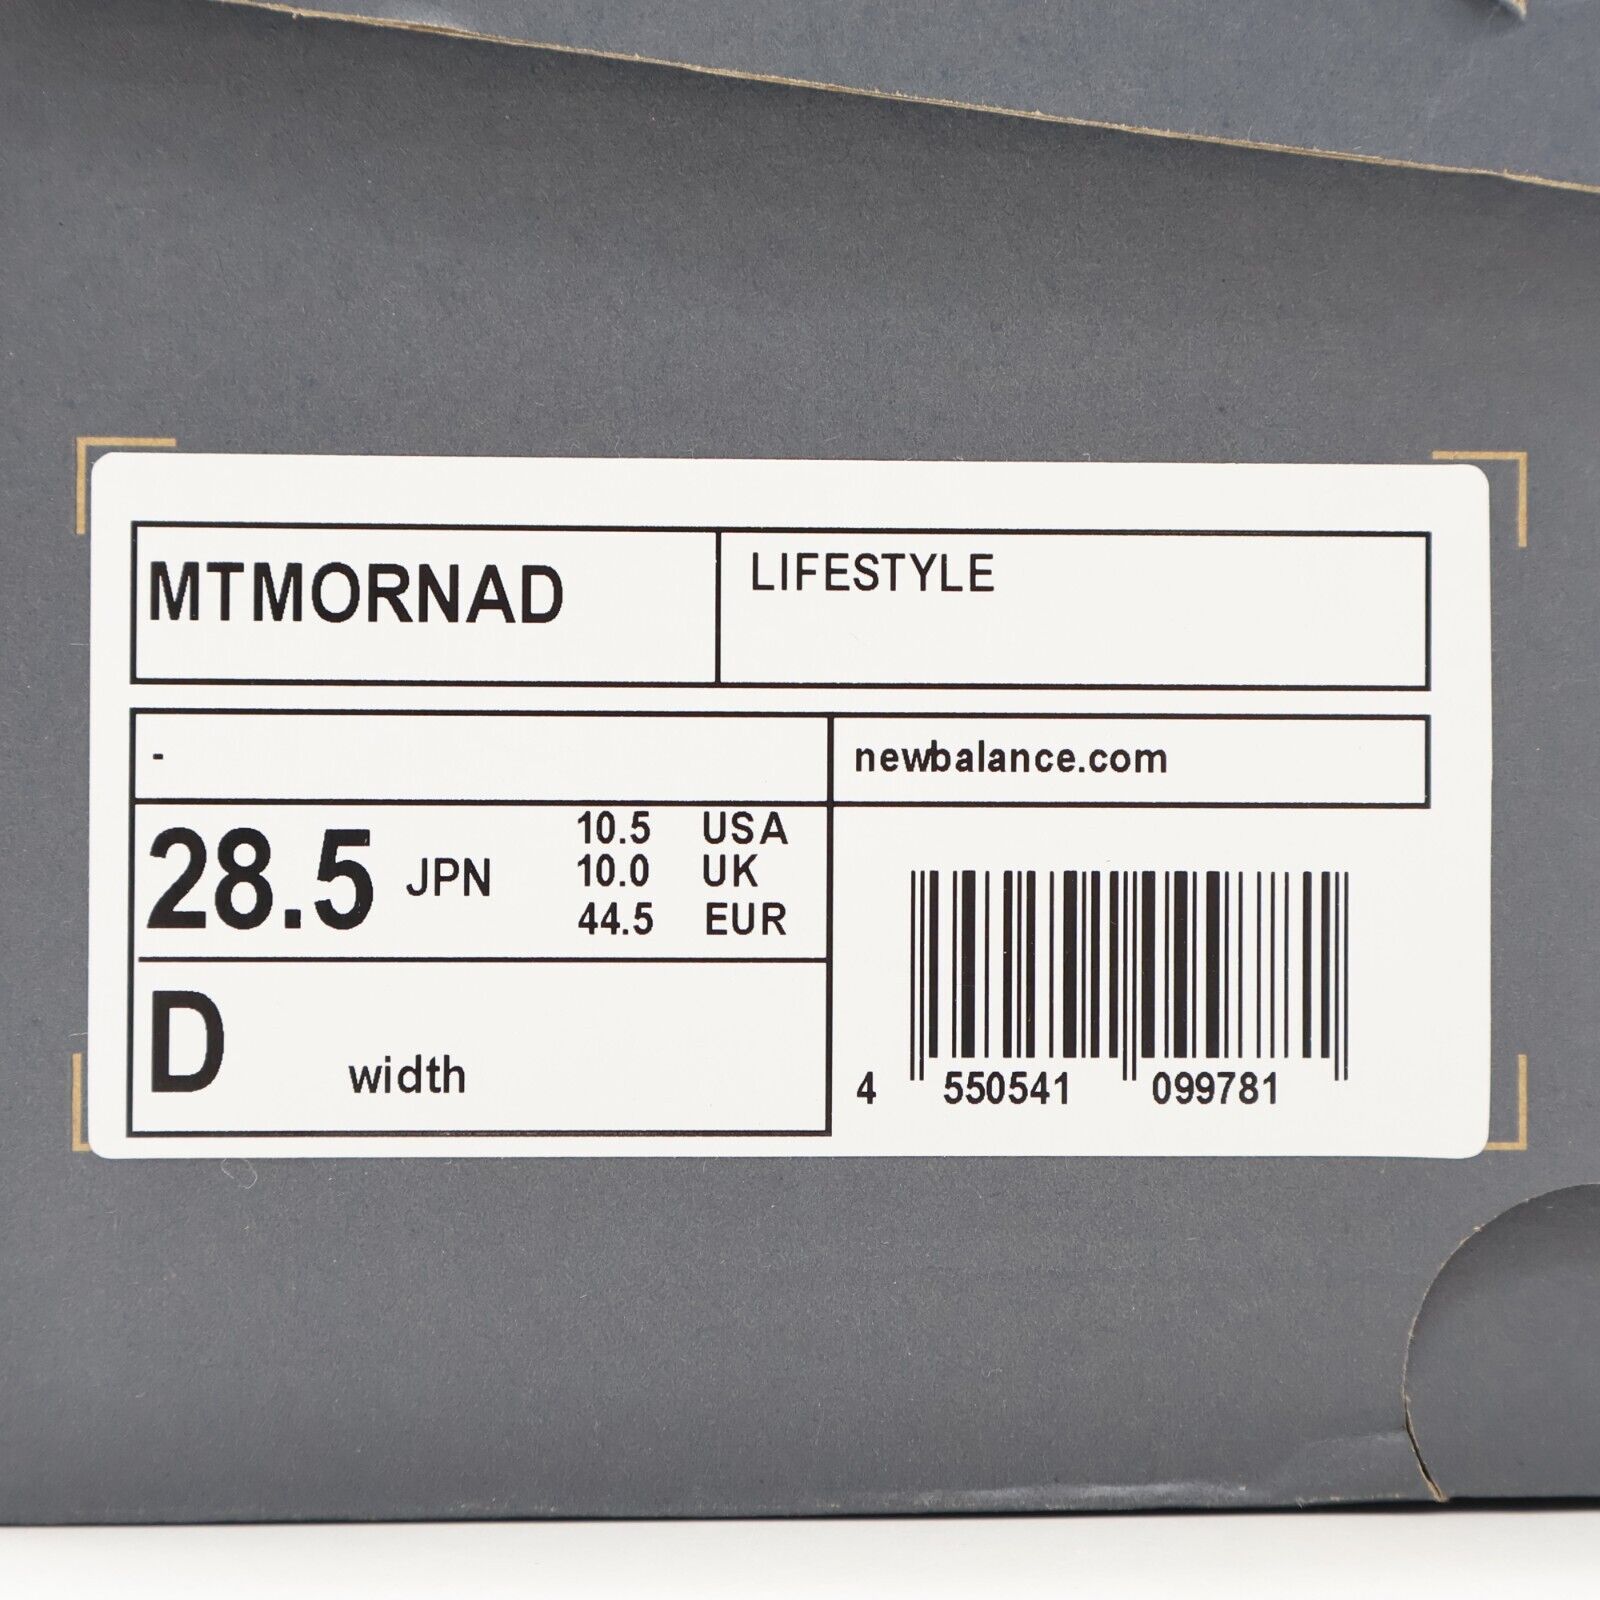 MTMORNAD
LIFESTYLE
-
newbalance.com
28.5 JPN
10.5 USA
10.0 UK
44.5 EUR
D width
4 550541 099781